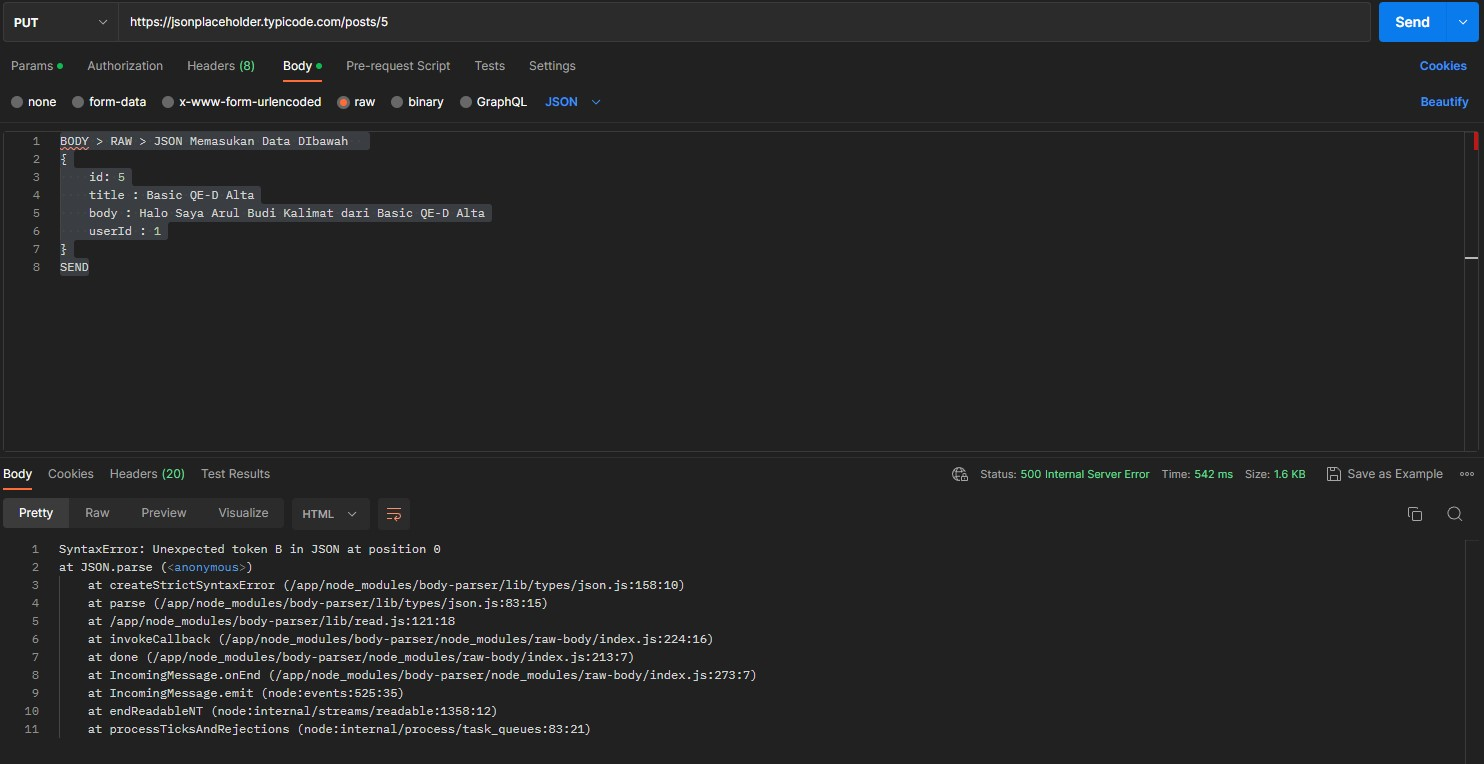 PUT https://jsonplaceholder.typicode.com/posts/5 Send
Params Authorization Headers (8) Body Pre-request Script Tests Settings Cookies
none form-data x-www-form-urlencoded raw binary GraphQL JSON Beautify
1 BODY > RAW > JSON Memasukan Data DIbawah
2 {
3 id: 5
4 title : Basic QE-D Alta
5 body : Halo Saya Arul Budi Kalimat dari Basic QE-D Alta
6 userId : 1
7 }
8 SEND
Body Cookies Headers (20) Test Results Status: 500 Internal Server Error Time: 542 ms Size: 1.6 KB Save as Example
Pretty Raw Preview Visualize HTML
1 SyntaxError: Unexpected token B in JSON at position 0
2 at JSON.parse (<anonymous>)
3 at createStrictSyntaxError (/app/node_modules/body-parser/lib/types/json.js:158:10)
4 at parse (/app/node_modules/body-parser/lib/types/json.js:83:15)
5 at /app/node_modules/body-parser/lib/read.js:121:18
6 at invokeCallback (/app/node_modules/body-parser/node_modules/raw-body/index.js:224:16)
7 at done (/app/node_modules/body-parser/node_modules/raw-body/index.js:213:7)
8 at IncomingMessage.onEnd (/app/node_modules/body-parser/node_modules/raw-body/index.js:273:7)
9 at IncomingMessage.emit (node:events:525:35)
10 at endReadableNT (node:internal/streams/readable:1358:12)
11 at processTicksAndRejections (node:internal/process/task_queues:83:21)